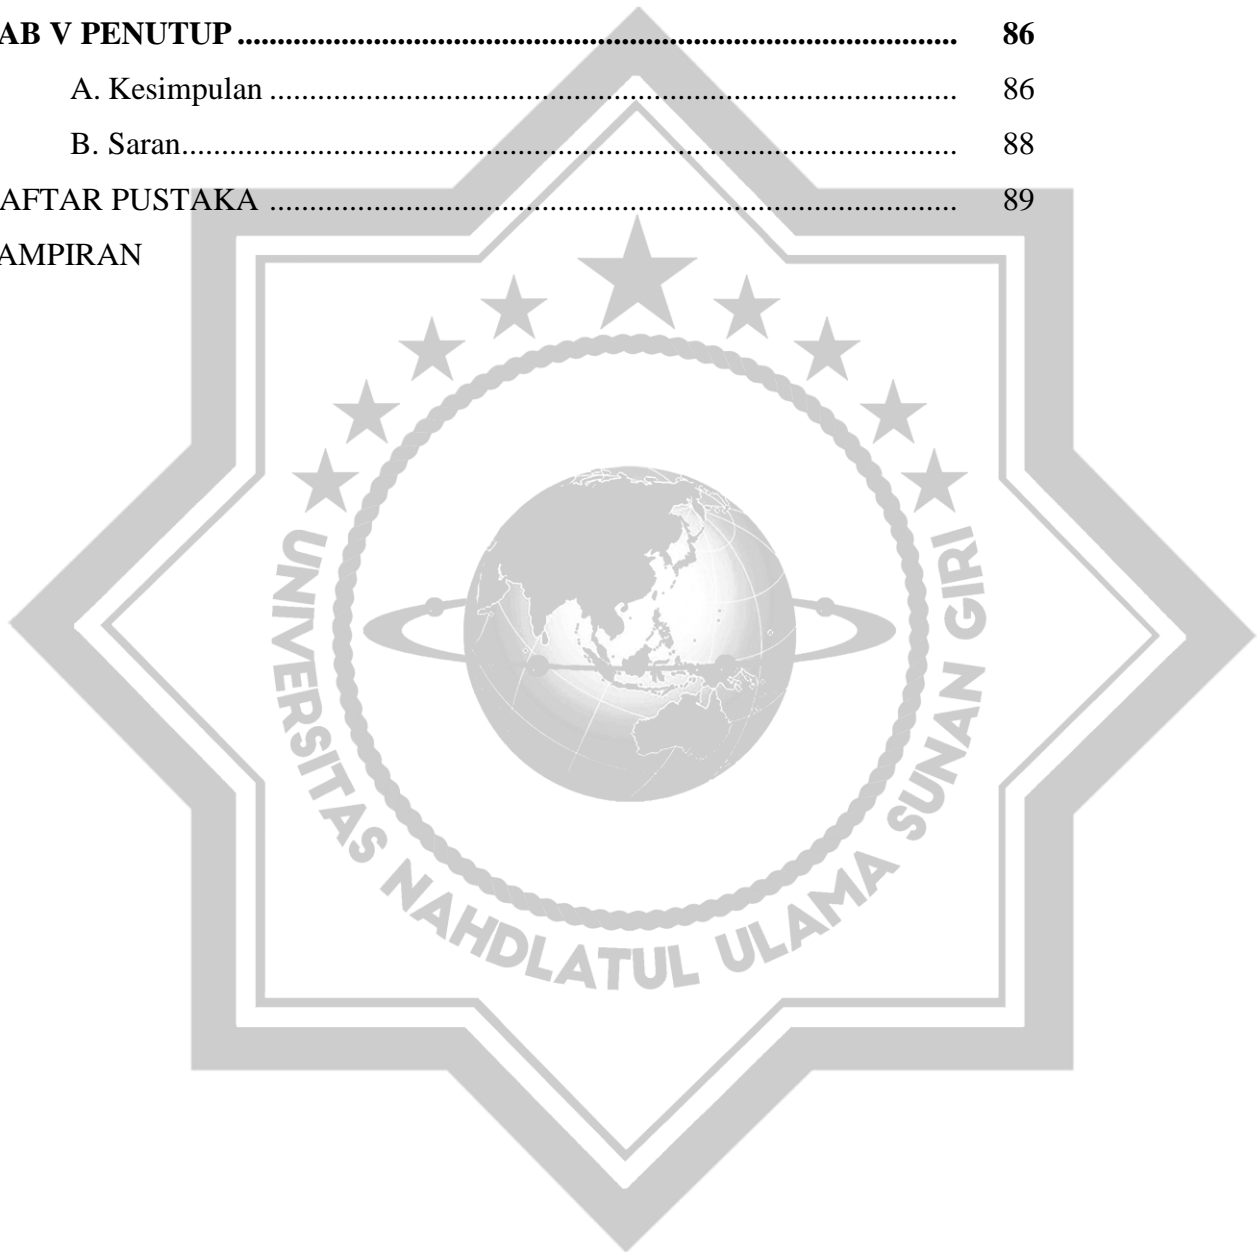 AB V PENUTUP ............................................................................................ 86
A. Kesimpulan ........................................................................................ 86
B. Saran.................................................................................................... 88
AFTAR PUSTAKA ........................................................................................ 89
AMPIRAN
UNIVERSITAS NAHDLATUL ULAMA SUNAN GIRI